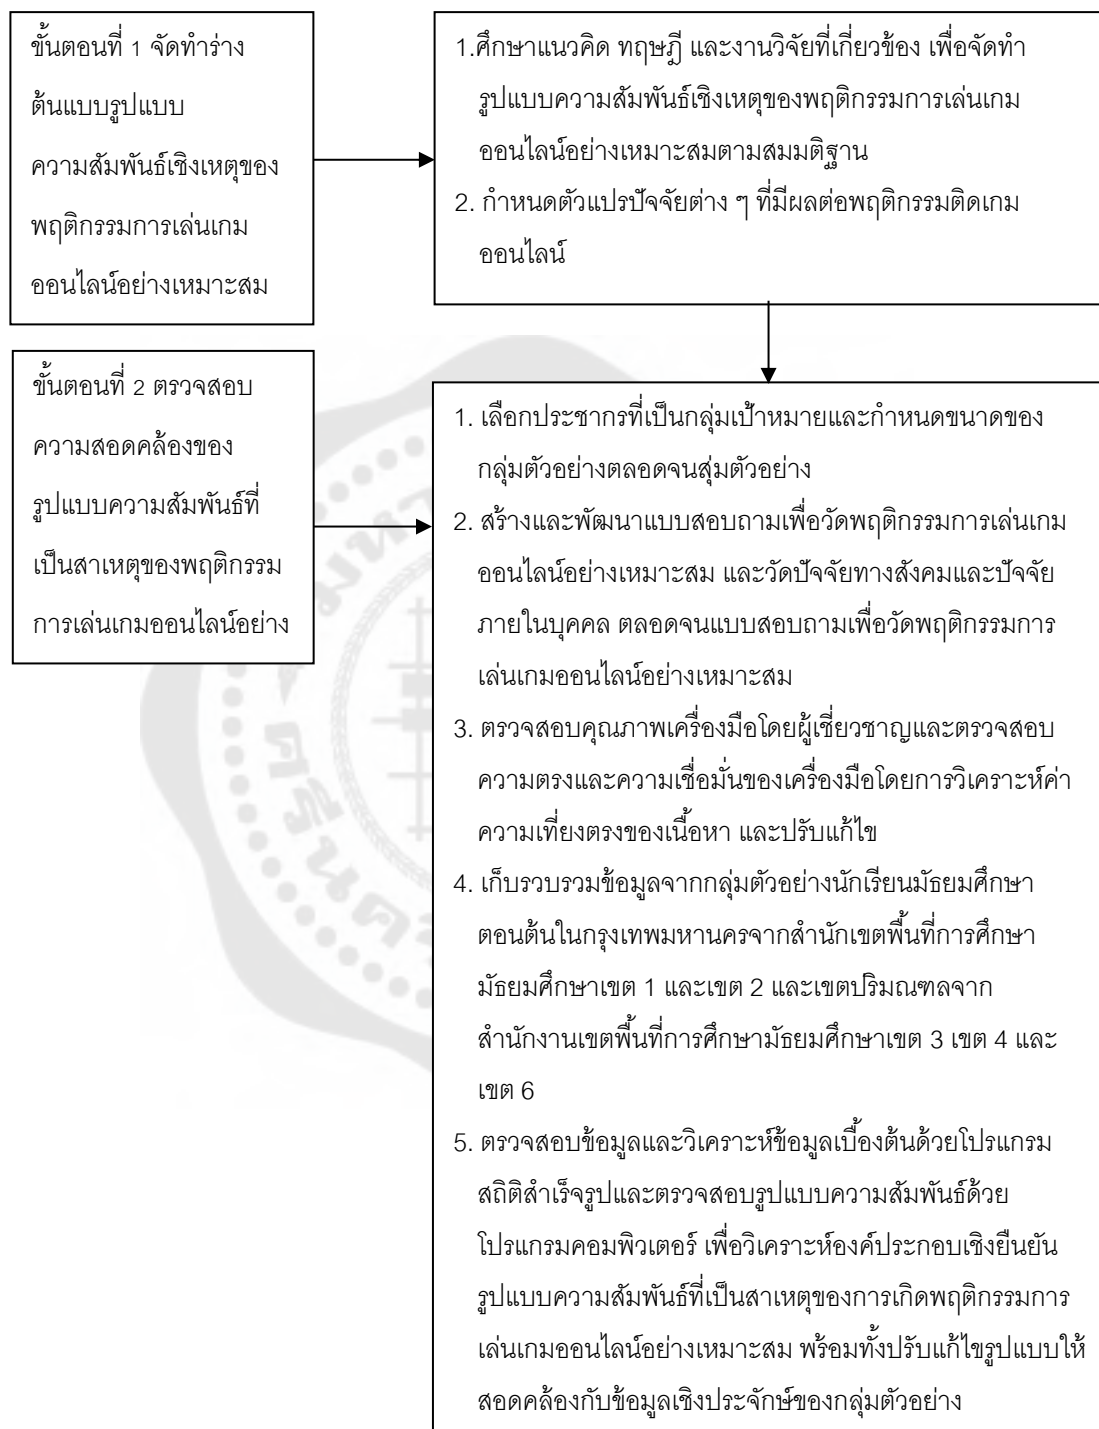 ขั้นตอนที่ 1 จัดทำร่าง
ต้นแบบรูปแบบ
ความสัมพันธ์เชิงเหตุของ
พฤติกรรมการเล่นเกม
ออนไลน์อย่างเหมาะสม
1.ศึกษาแนวคิด ทฤษฎี และงานวิจัยที่เกี่ยวข้อง เพื่อจัดทำ
รูปแบบความสัมพันธ์เชิงเหตุของพฤติกรรมการเล่นเกม
ออนไลน์อย่างเหมาะสมตามสมมติฐาน
2. กำหนดตัวแปรปัจจัยต่าง ๆ ที่มีผลต่อพฤติกรรมติดเกม
ออนไลน์
ขั้นตอนที่ 2 ตรวจสอบ
ความสอดคล้องของ
รูปแบบความสัมพันธ์ที่
เป็นสาเหตุของพฤติกรรม
การเล่นเกมออนไลน์อย่าง
1. เลือกประชากรที่เป็นกลุ่มเป้าหมายและกำหนดขนาดของ
กลุ่มตัวอย่างตลอดจนสุ่มตัวอย่าง
2. สร้างและพัฒนาแบบสอบถามเพื่อวัดพฤติกรรมการเล่นเกม
ออนไลน์อย่างเหมาะสม และวัดปัจจัยทางสังคมและปัจจัย
ภายในบุคคล ตลอดจนแบบสอบถามเพื่อวัดพฤติกรรมการ
เล่นเกมออนไลน์อย่างเหมาะสม
3. ตรวจสอบคุณภาพเครื่องมือโดยผู้เชี่ยวชาญและตรวจสอบ
ความตรงและความเชื่อมั่นของเครื่องมือโดยการวิเคราะห์ค่า
ความเที่ยงตรงของเนื้อหา และปรับแก้ไข
4. เก็บรวบรวมข้อมูลจากกลุ่มตัวอย่างนักเรียนมัธยมศึกษา
ตอนต้นในกรุงเทพมหานครจากสำนักเขตพื้นที่การศึกษา
มัธยมศึกษาเขต 1 และเขต 2 และเขตปริมณฑลจาก
สำนักงานเขตพื้นที่การศึกษามัธยมศึกษาเขต 3 เขต 4 และ
เขต 6
5. ตรวจสอบข้อมูลและวิเคราะห์ข้อมูลเบื้องต้นด้วยโปรแกรม
สถิติสำเร็จรูปและตรวจสอบรูปแบบความสัมพันธ์ด้วย
โปรแกรมคอมพิวเตอร์ เพื่อวิเคราะห์องค์ประกอบเชิงยืนยัน
รูปแบบความสัมพันธ์ที่เป็นสาเหตุของการเกิดพฤติกรรมการ
เล่นเกมออนไลน์อย่างเหมาะสม พร้อมทั้งปรับแก้ไขรูปแบบให้
สอดคล้องกับข้อมูลเชิงประจักษ์ของกลุ่มตัวอย่าง